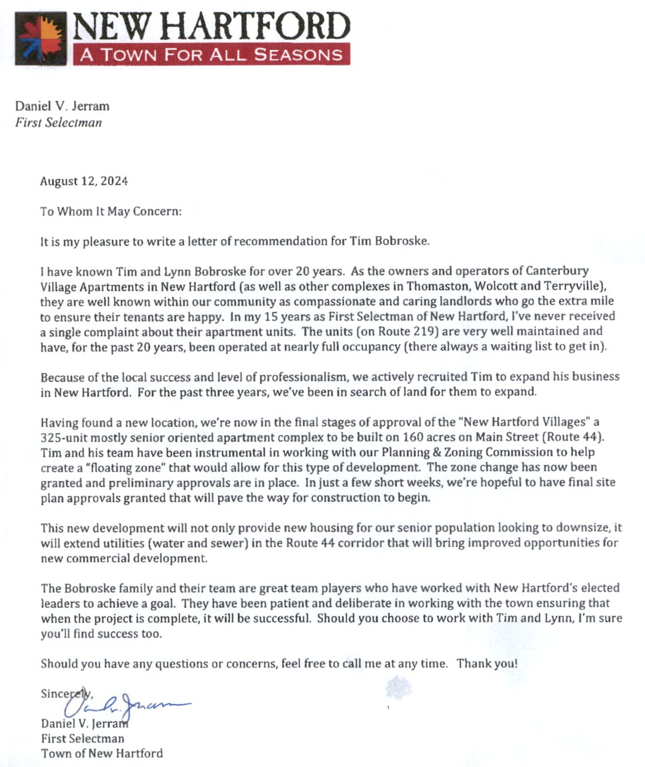 NEW HARTFORD
A TOWN FOR ALL SEASONS
Daniel V. Jerram
First Selectman
August 12, 2024
To Whom It May Concern:
It is my pleasure to write a letter of recommendation for Tim Bobroske.
I have known Tim and Lynn Bobroske for over 20 years. As the owners and operators of Canterbury
Village Apartments in New Hartford (as well as other complexes in Thomaston, Wolcott and Terryville),
they are well known within our community as compassionate and caring landlords who go the extra mile
to ensure their tenants are happy. In my 15 years as First Selectman of New Hartford, I've never received
a single complaint about their apartment units. The units (on Route 219) are very well maintained and
have, for the past 20 years, been operated at nearly full occupancy (there always a waiting list to get in).
Because of the local success and level of professionalism, we actively recruited Tim to expand his business
in New Hartford. For the past three years, we've been in search of land for them to expand.
Having found a new location, we're now in the final stages of approval of the "New Hartford Villages" a
325-unit mostly senior oriented apartment complex to be built on 160 acres on Main Street (Route 44).
Tim and his team have been instrumental in working with our Planning & Zoning Commission to help
create a "floating zone" that would allow for this type of development. The zone change has now been
granted and preliminary approvals are in place. In just a few short weeks, we're hopeful to have final site
plan approvals granted that will pave the way for construction to begin.
This new development will not only provide new housing for our senior population looking to downsize, it
will extend utilities (water and sewer) in the Route 44 corridor that will bring improved opportunities for
new commercial development.
The Bobroske family and their team are great team players who have worked with New Hartford's elected
leaders to achieve a goal. They have been patient and deliberate in working with the town ensuring that
when the project is complete, it will be successful. Should you choose to work with Tim and Lynn, I'm sure
you'll find success too.
Should you have any questions or concerns, feel free to call me at any time. Thank you!
Sincerely,
Daniel V. Jerram
First Selectman
Town of New Hartford